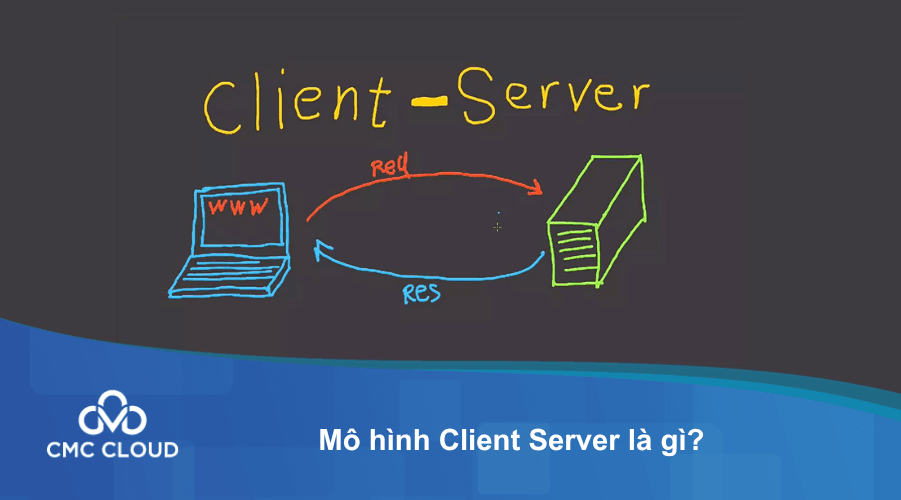 Client-Server
Req
WWW
Res
CMC CLOUD
Mô hình Client Server là gì?